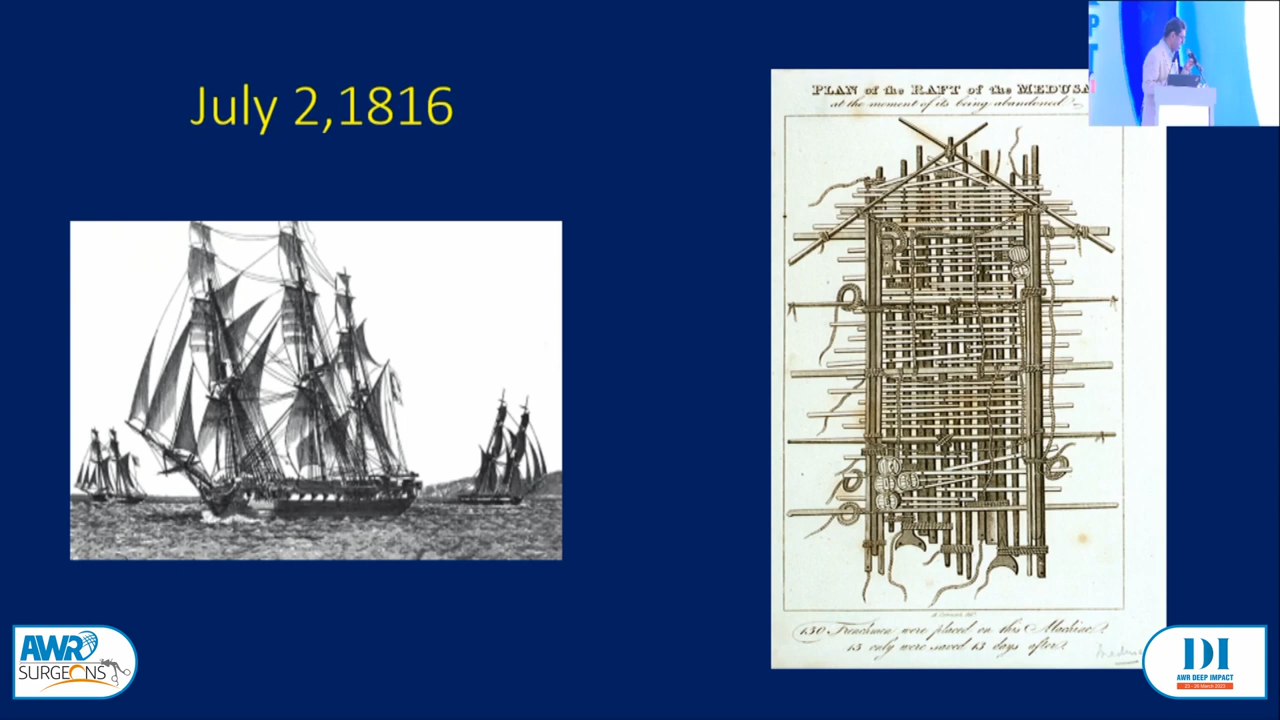 July 2,1816
PLAN of the RAFT of the MEDUSA
at the moment of its being abandoned.
150 Frenchmen were placed on this Machine.
15 only were saved 13 days after.
AWR
SURGEONS
DI
AWR DEEP IMPACT